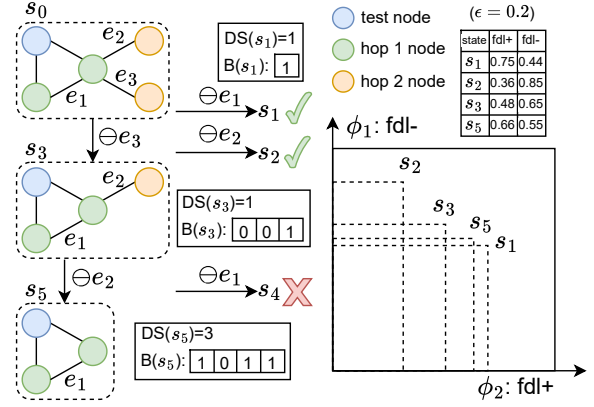 s₀
e₂
e₃
e₁
test node
hop 1 node
hop 2 node
DS(s₁)=1
B(s₁): 1
⊖e₁
s₁
⊖e₂
s₂
⊖e₃
(ϵ = 0.2)
state fdl+ fdl-
s₁ 0.75 0.44
s₂ 0.36 0.85
s₃ 0.48 0.65
s₅ 0.66 0.55
s₃
e₂
e₁
DS(s₃)=1
B(s₃): 0 0 1
⊖e₂
⊖e₁
s₄
s₅
e₁
DS(s₅)=3
B(s₅): 1 0 1 1
ϕ₁: fdl-
s₂
s₃
s₅
s₁
ϕ₂: fdl+